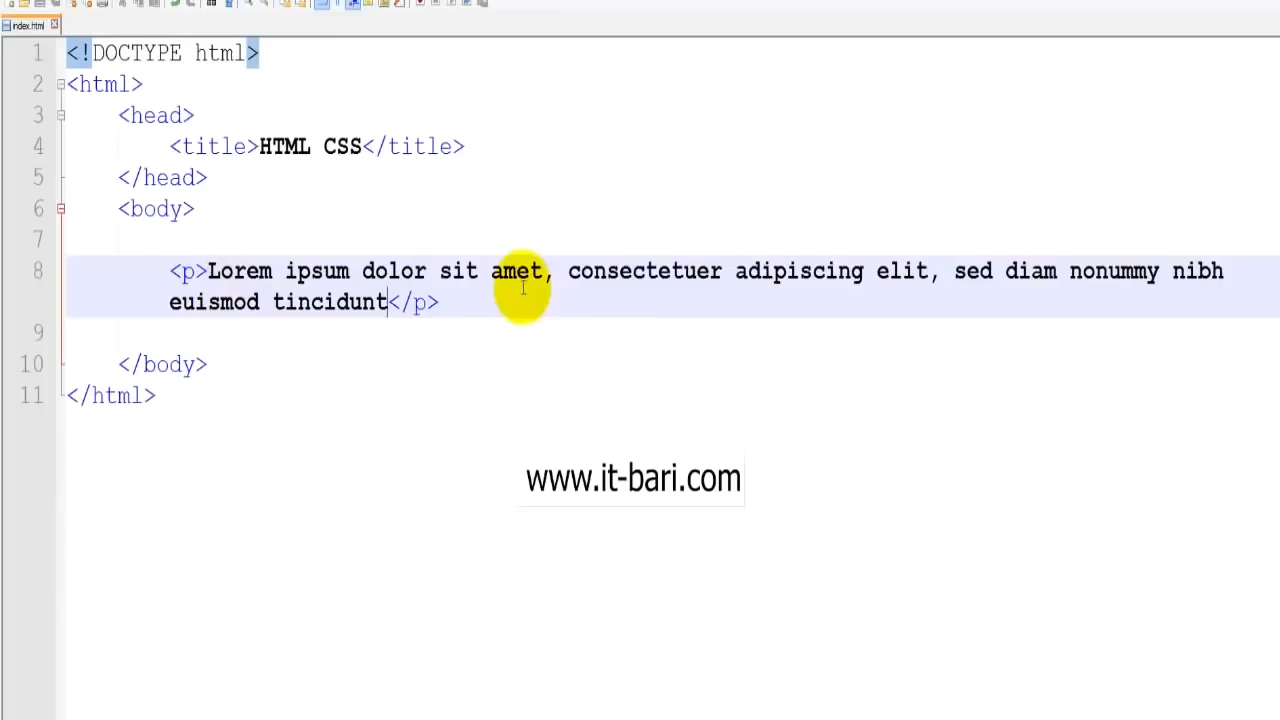 index.html
1 <!DOCTYPE html>
2 <html>
3 <head>
4 <title>HTML CSS</title>
5 </head>
6 <body>
7
8 <p>Lorem ipsum dolor sit amet, consectetuer adipiscing elit, sed diam nonummy nibh
euismod tincidunt</p>
9
10 </body>
11 </html>
www.it-bari.com